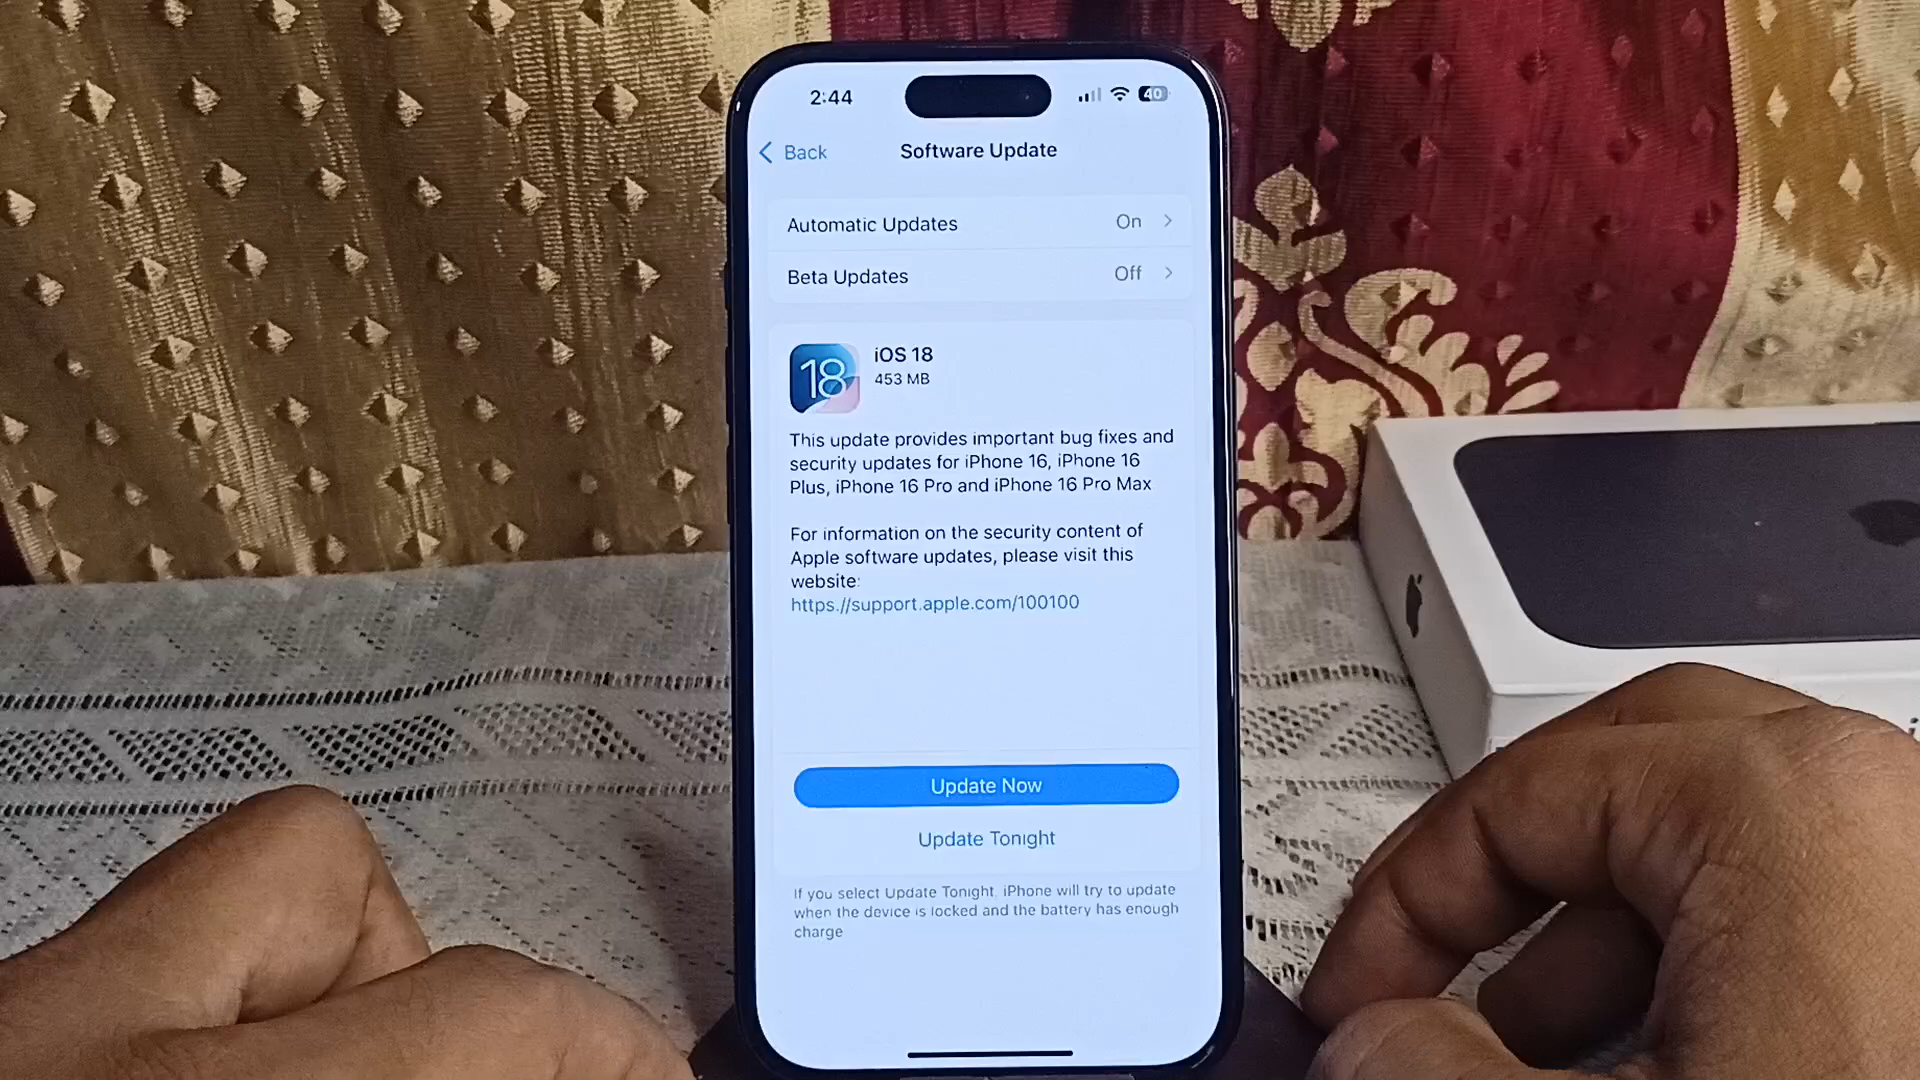 2:44
40
Back
Software Update
Automatic Updates
On
Beta Updates
Off
18
iOS 18
453 MB
This update provides important bug fixes and
security updates for iPhone 16, iPhone 16
Plus, iPhone 16 Pro and iPhone 16 Pro Max
For information on the security content of
Apple software updates, please visit this
website:
https://support.apple.com/100100
Update Now
Update Tonight
If you select Update Tonight, iPhone will try to update
when the device is locked and the battery has enough
charge